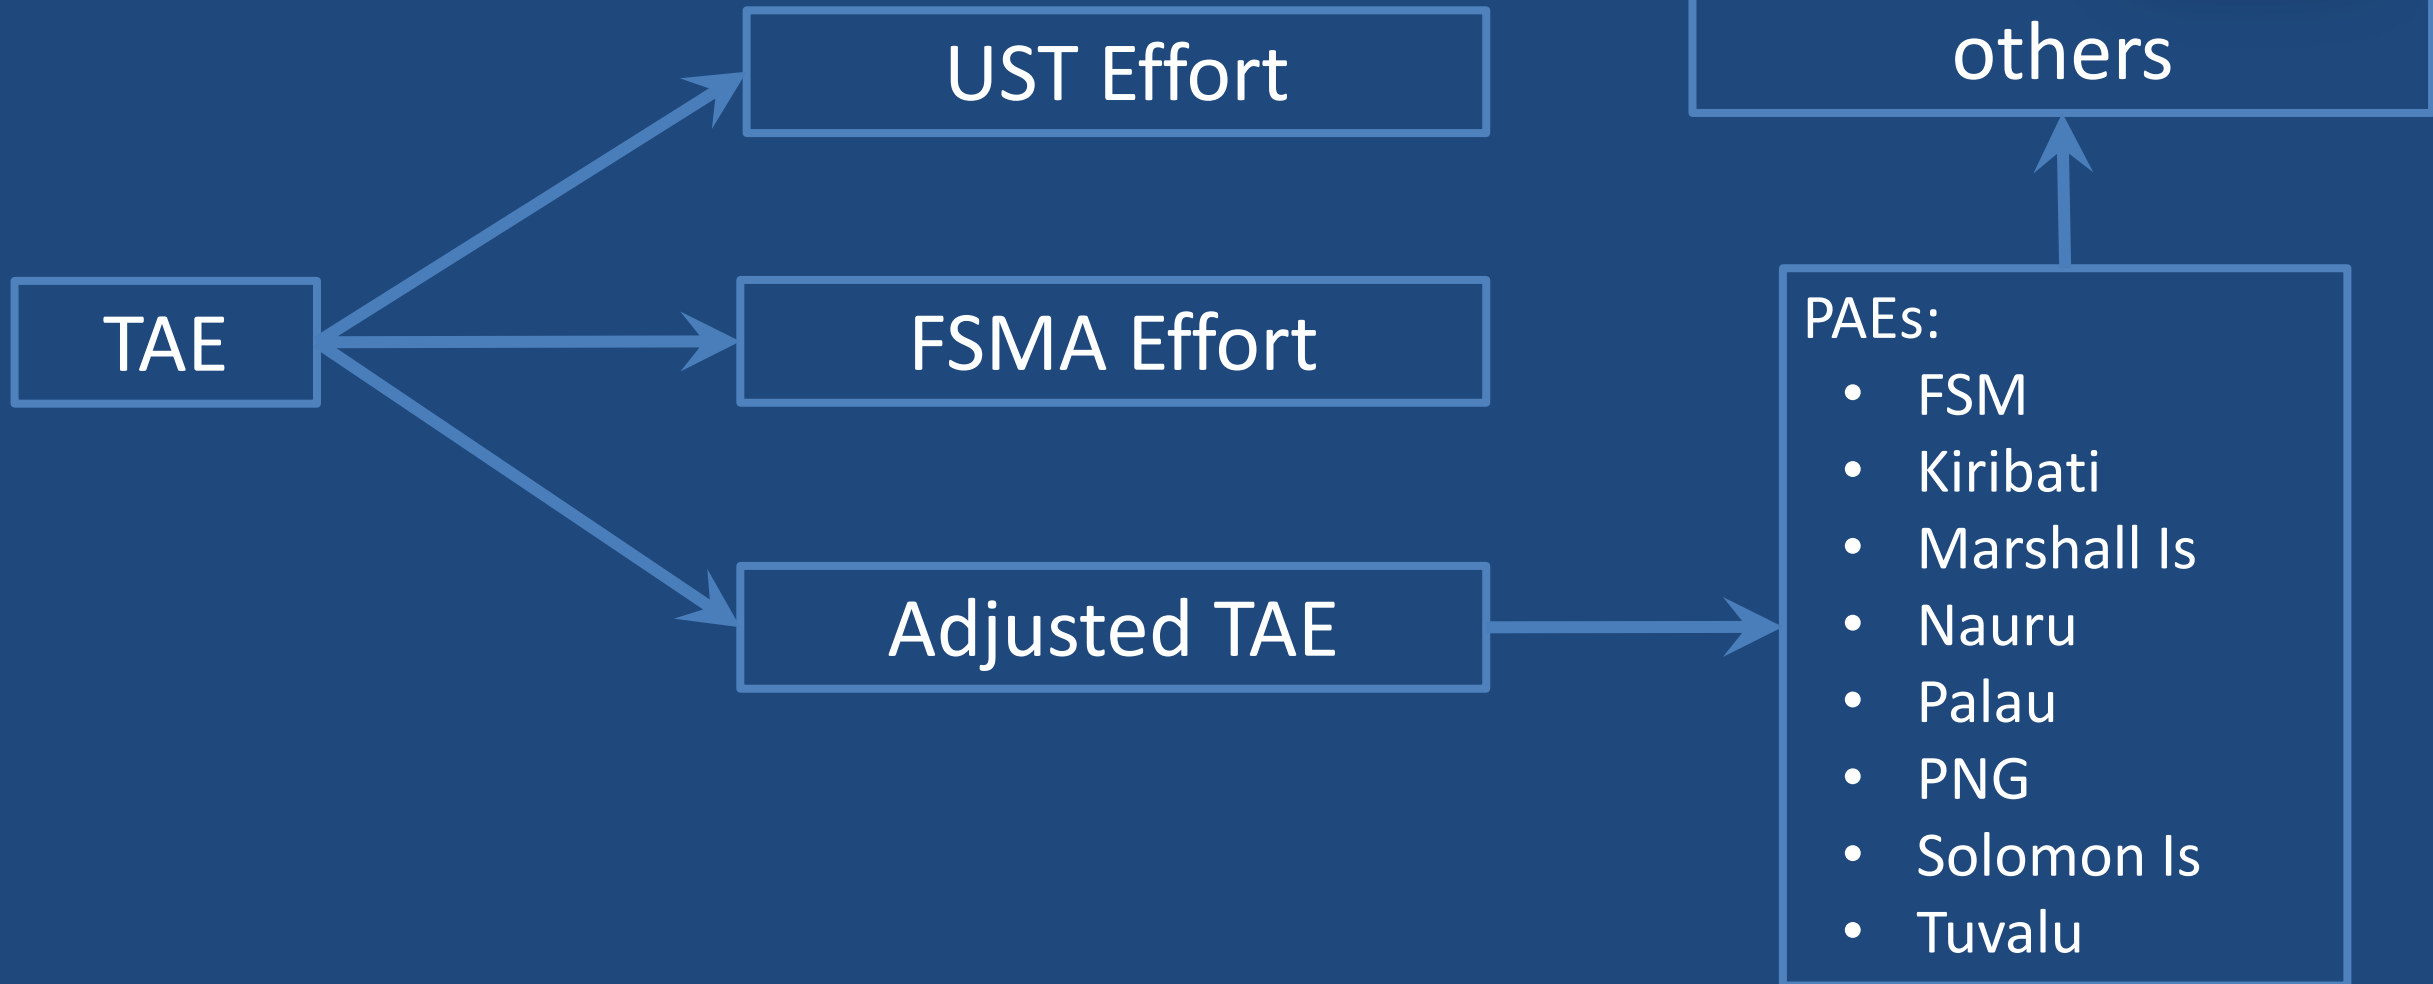 UST Effort
others
TAE
FSMA Effort
Adjusted TAE
PAEs:
• FSM
• Kiribati
• Marshall Is
• Nauru
• Palau
• PNG
• Solomon Is
• Tuvalu